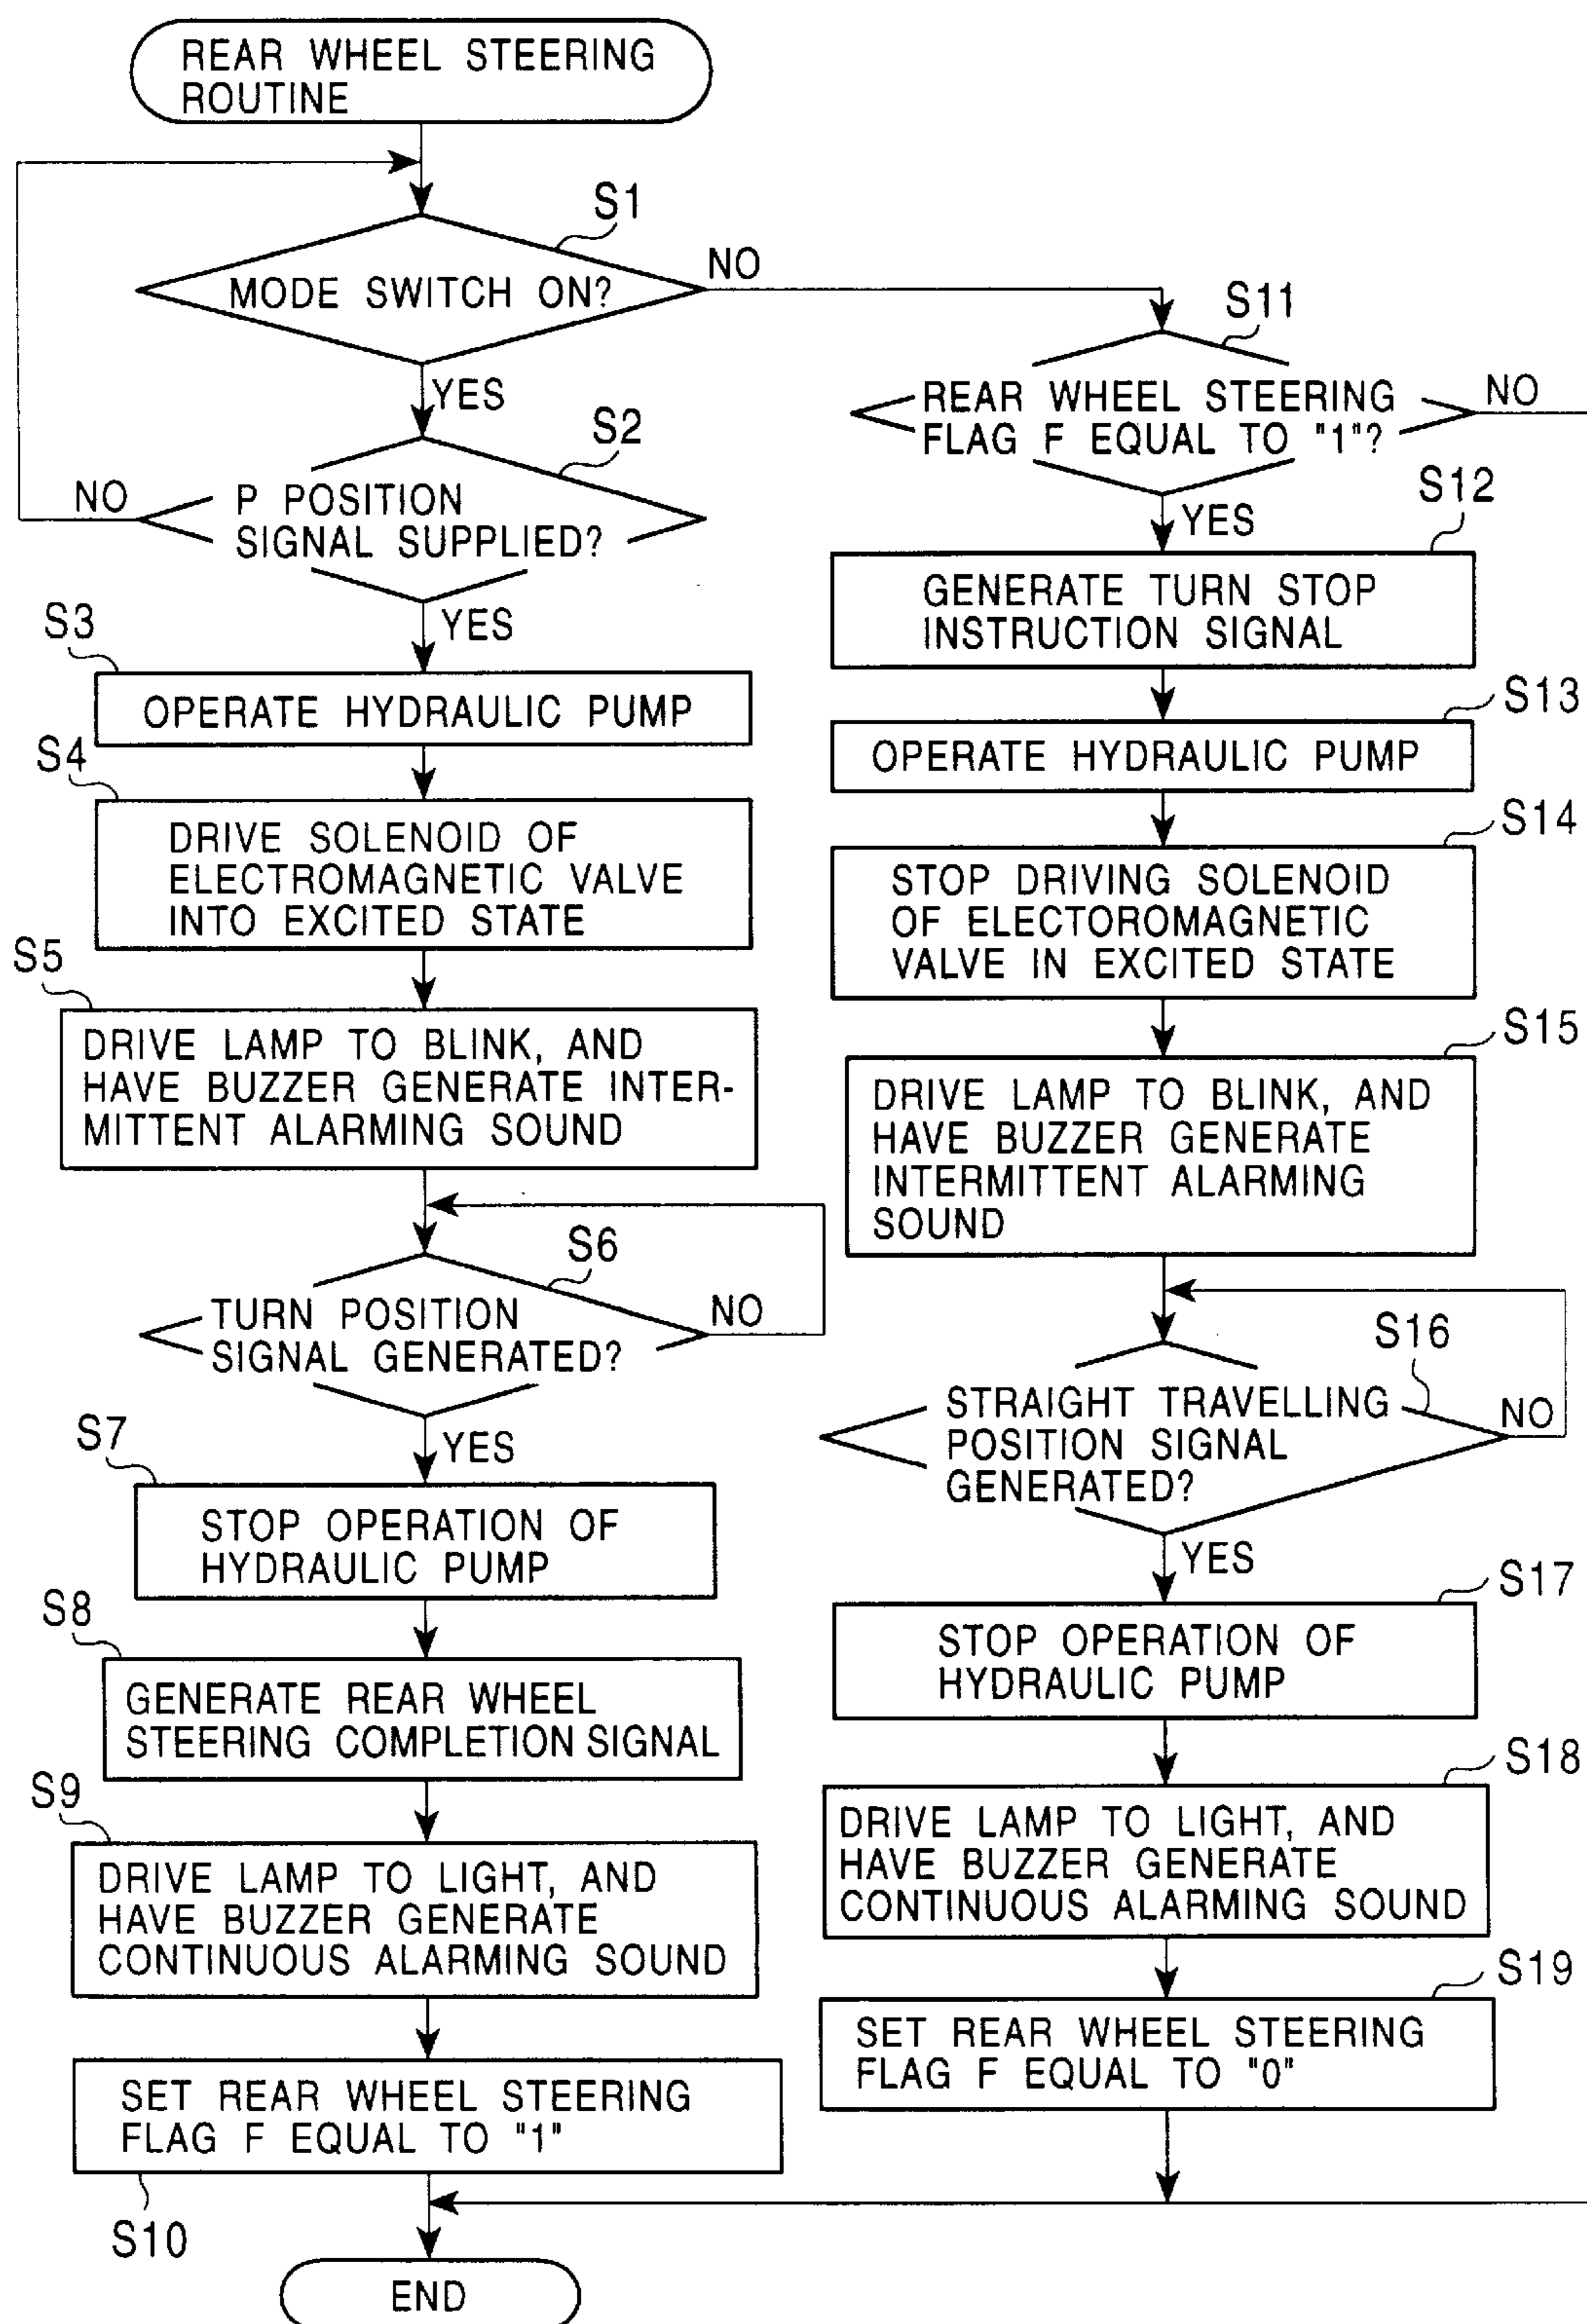 REAR WHEEL STEERING
ROUTINE
S1
MODE SWITCH ON?
NO
YES
S2
P POSITION
SIGNAL SUPPLIED?
NO
YES
S3
OPERATE HYDRAULIC PUMP
S4
DRIVE SOLENOID OF
ELECTROMAGNETIC VALVE
INTO EXCITED STATE
S5
DRIVE LAMP TO BLINK, AND
HAVE BUZZER GENERATE INTER-
MITTENT ALARMING SOUND
S6
TURN POSITION
SIGNAL GENERATED?
NO
YES
S7
STOP OPERATION OF
HYDRAULIC PUMP
S8
GENERATE REAR WHEEL
STEERING COMPLETION SIGNAL
S9
DRIVE LAMP TO LIGHT, AND
HAVE BUZZER GENERATE
CONTINUOUS ALARMING SOUND
SET REAR WHEEL STEERING
FLAG F EQUAL TO "1"
S10
END
S11
REAR WHEEL STEERING
FLAG F EQUAL TO "1"?
NO
YES
S12
GENERATE TURN STOP
INSTRUCTION SIGNAL
S13
OPERATE HYDRAULIC PUMP
S14
STOP DRIVING SOLENOID
OF ELECTOROMAGNETIC
VALVE IN EXCITED STATE
S15
DRIVE LAMP TO BLINK, AND
HAVE BUZZER GENERATE
INTERMITTENT ALARMING
SOUND
S16
STRAIGHT TRAVELLING
POSITION SIGNAL
GENERATED?
NO
YES
S17
STOP OPERATION OF
HYDRAULIC PUMP
S18
DRIVE LAMP TO LIGHT, AND
HAVE BUZZER GENERATE
CONTINUOUS ALARMING SOUND
S19
SET REAR WHEEL STEERING
FLAG F EQUAL TO "0"